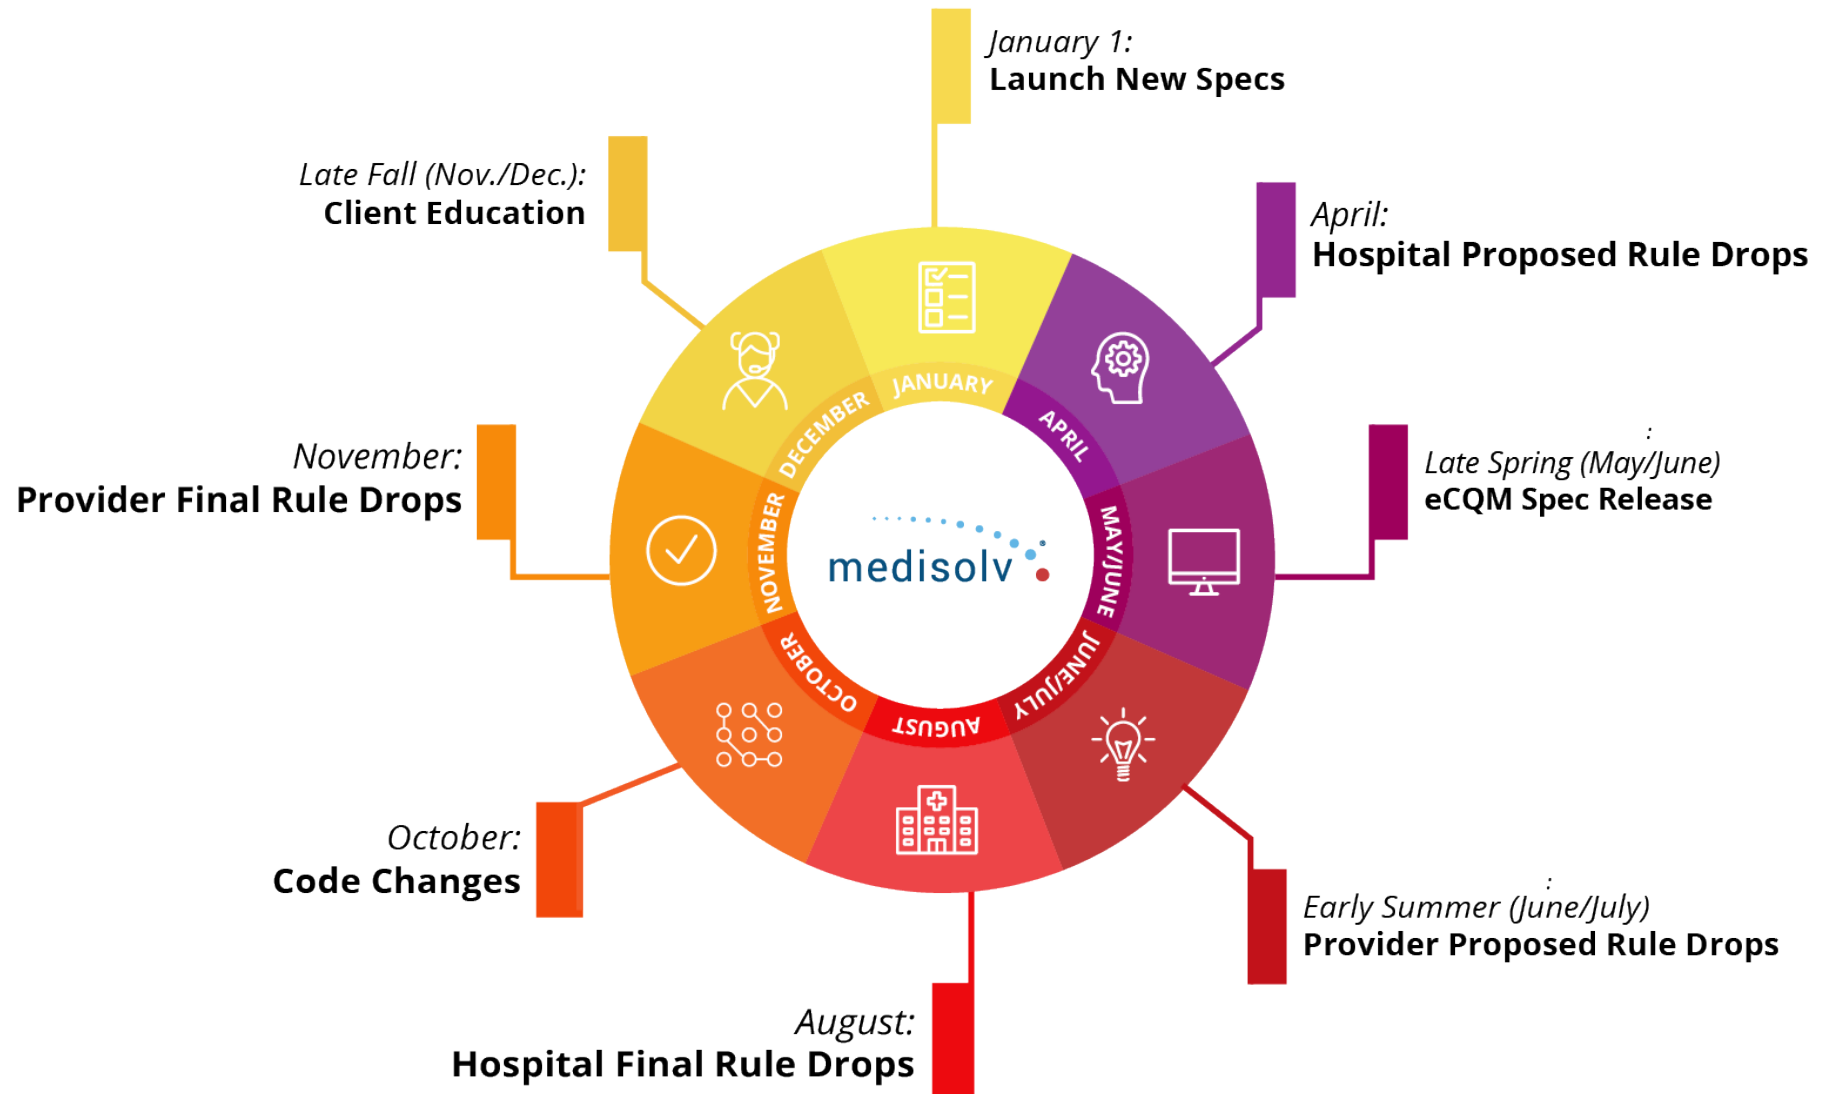 January 1:
Launch New Specs
April:
Hospital Proposed Rule Drops
:
Late Spring (May/June)
eCQM Spec Release
:
Early Summer (June/July)
Provider Proposed Rule Drops
August:
Hospital Final Rule Drops
October:
Code Changes
November:
Provider Final Rule Drops
Late Fall (Nov./Dec.):
Client Education
JANUARY
APRIL
MAY/JUNE
JUNE/JULY
AUGUST
OCTOBER
NOVEMBER
DECEMBER
medisolv